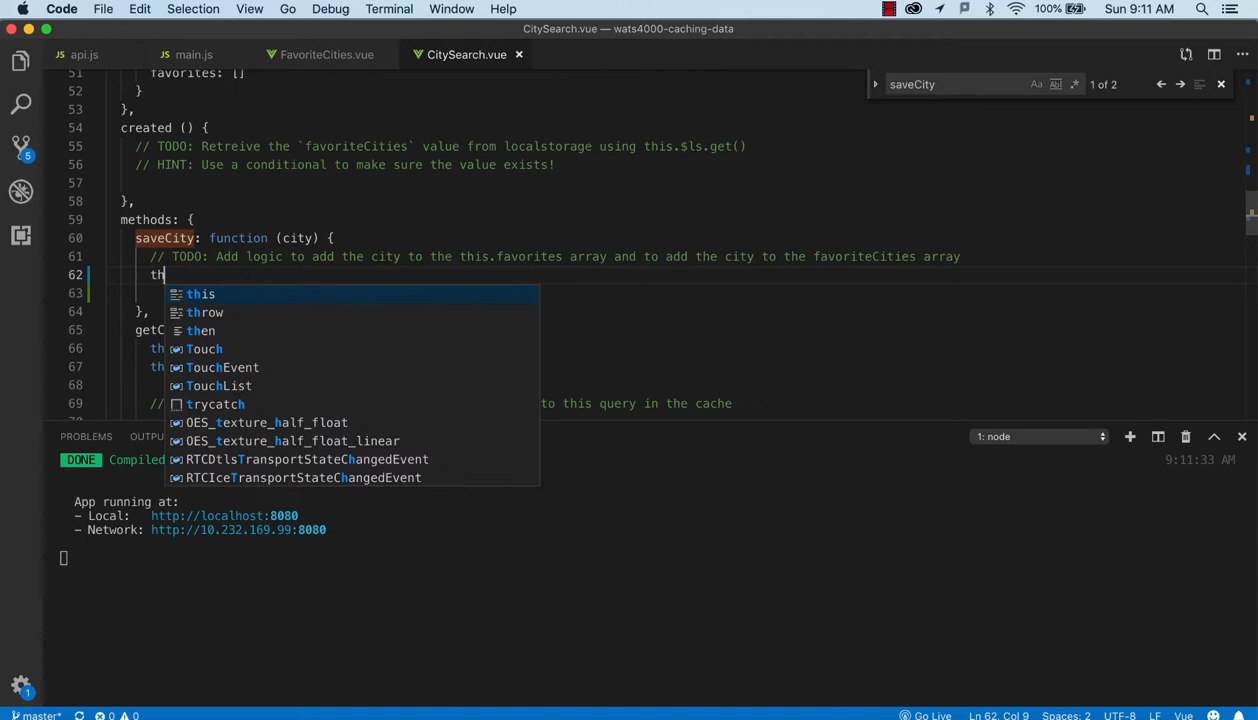 Code File Edit Selection View Go Debug Terminal Window Help 100% Sun 9:11 AM
CitySearch.vue — wats4000-caching-data
JS api.js JS main.js FavoriteCities.vue CitySearch.vue ×
saveCity Aa Abl .* 1 of 2
51 favorites: []
52 }
53 },
54 created () {
55 // TODO: Retreive the `favoriteCities` value from localstorage using this.$ls.get()
56 // HINT: Use a conditional to make sure the value exists!
57
58 },
59 methods: {
60 saveCity: function (city) {
61 // TODO: Add logic to add the city to the this.favorites array and to add the city to the favoriteCities array
62 th
63 this
64 }, throw
65 getC then
66 th Touch
67 th TouchEvent
68 TouchList
69 // trycatch to this query in the cache
OES_texture_half_float
PROBLEMS OUTPU OES_texture_half_float_linear 1: node
DONE Compiled RTCDtlsTransportStateChangedEvent 9:11:33 AM
RTCIceTransportStateChangedEvent
App running at:
- Local: http://localhost:8080
- Network: http://10.232.169.99:8080
5
1
master* 0 0 Go Live Ln 62, Col 9 Spaces: 2 UTF-8 LF Vue